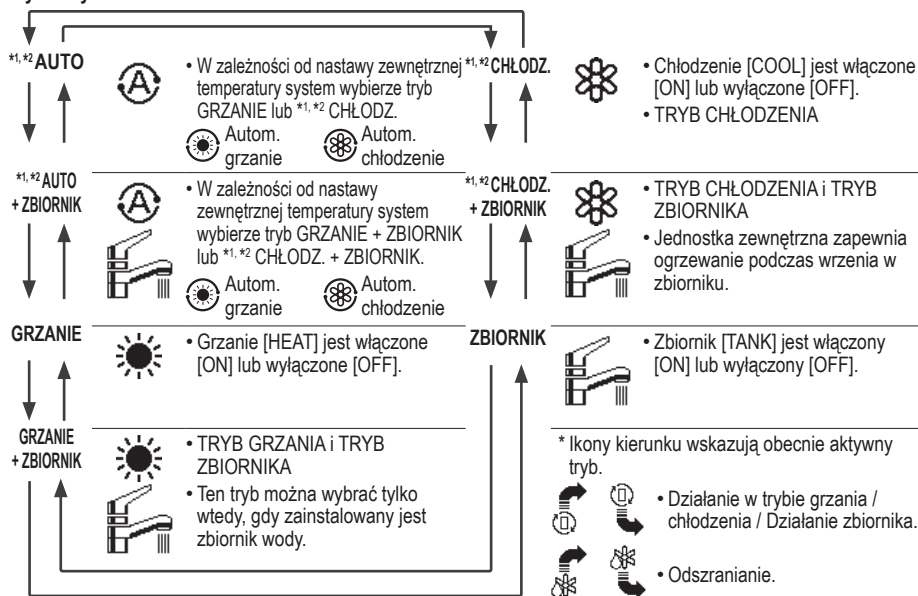 *1, *2 AUTO
• W zależności od nastawy zewnętrznej
temperatury system wybierze tryb
GRZANIE lub *1, *2 CHŁODZ.
Autom.
grzanie
Autom.
chłodzenie
*1, *2 CHŁODZ.
• Chłodzenie [COOL] jest włączone
[ON] lub wyłączone [OFF].
• TRYB CHŁODZENIA
*1, *2 AUTO
+ ZBIORNIK
• W zależności od nastawy
zewnętrznej temperatury system
wybierze tryb GRZANIE + ZBIORNIK
lub *1, *2 CHŁODZ. + ZBIORNIK.
Autom.
grzanie
Autom.
chłodzenie
*1, *2 CHŁODZ.
+ ZBIORNIK
• TRYB CHŁODZENIA i TRYB
ZBIORNIKA
• Jednostka zewnętrzna zapewnia
ogrzewanie podczas wrzenia w
zbiorniku.
GRZANIE
• Grzanie [HEAT] jest włączone
[ON] lub wyłączone [OFF].
ZBIORNIK
• Zbiornik [TANK] jest włączony
[ON] lub wyłączony [OFF].
GRZANIE
+ ZBIORNIK
• TRYB GRZANIA i TRYB
ZBIORNIKA
• Ten tryb można wybrać tylko
wtedy, gdy zainstalowany jest
zbiornik wody.
* Ikony kierunku wskazują obecnie aktywny
tryb.
• Działanie w trybie grzania /
chłodzenia / Działanie zbiornika.
• Odszranianie.